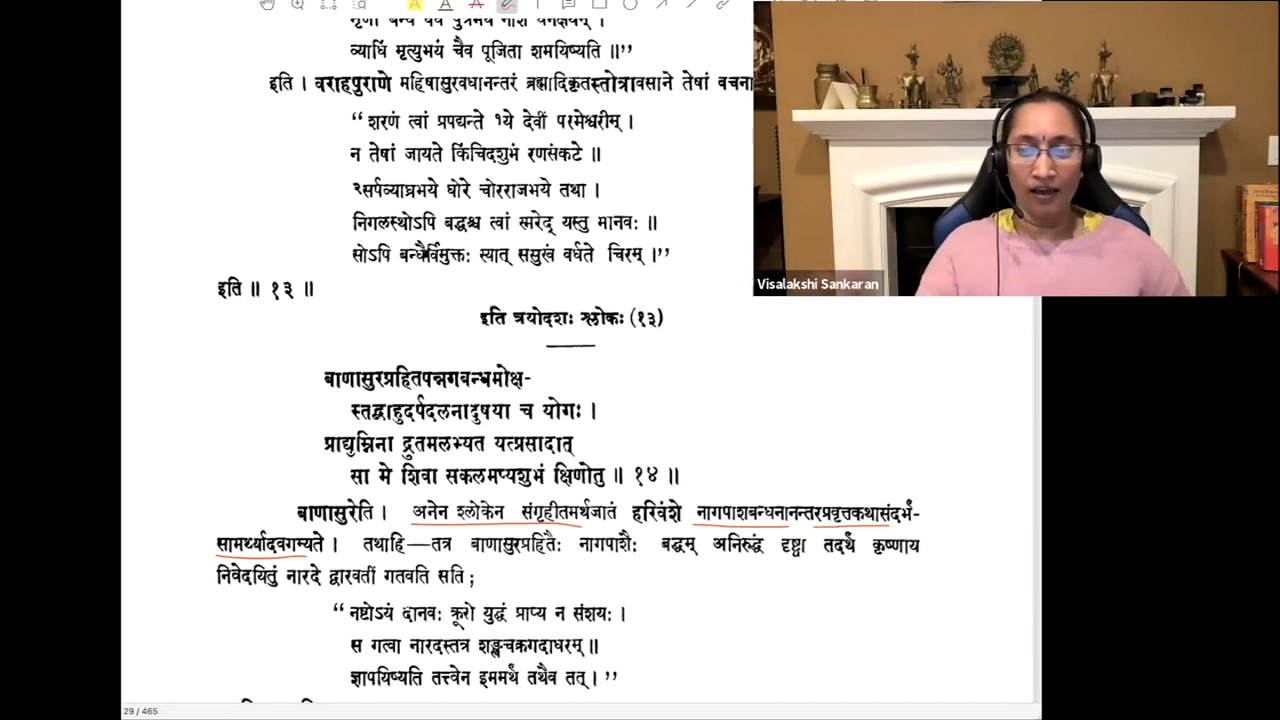 व्याधिं मृत्युभयं चैव पूजिता शमयिष्यति ॥”
इति । वराहपुराणे महिषासुरवधानन्तरं ब्रह्मादिकृतस्तोत्रावसाने तेषां वचना
“ शरणं त्वां प्रपद्यन्ते १ये देवीं परमेश्वरीम् ।
न तेषां जायते किंचिदशुभं रणसंकटे ॥
२सर्पव्याघ्रभये घोरे चोरराजभये तथा ।
निगलस्थोऽपि बद्धश्च त्वां स्मरेद् यस्तु मानवः ॥
सोऽपि बन्धैर्विमुक्तः स्यात् ससुखं वर्धते चिरम् ।”
इति ॥ १३ ॥
इति त्रयोदशः श्लोकः (१३)
बाणासुरप्रहितपन्नगबन्धमोक्ष-
स्तद्बाहुदर्पदलनादुषया च योगः ।
प्राद्युम्निना द्रुतमलभ्यत यत्प्रसादात्
सा मे शिवा सकलमप्यशुभं क्षिणोतु ॥ १४ ॥
बाणासुरेति । अनेन श्लोकेन संगृहीतमर्थजातं हरिवंशे नागपाशबन्धनानन्तरप्रवृत्तकथासंदर्भ-
सामर्थ्यादवगम्यते । तथाहि—तत्र बाणासुरप्रहितैः नागपाशैः बद्धम् अनिरुद्धं दृष्ट्वा तदर्थं कृष्णाय
निवेदयितुं नारदे द्वारवतीं गतवति सति ;
“ नष्टोऽयं दानवः क्रूरो युद्धं प्राप्य न संशयः ।
स गत्वा नारदस्तत्र शङ्खचक्रगदाधरम् ॥
ज्ञापयिष्यति तत्त्वेन इममर्थं तथैव तत् । ”
29 / 465
Visalakshi Sankaran